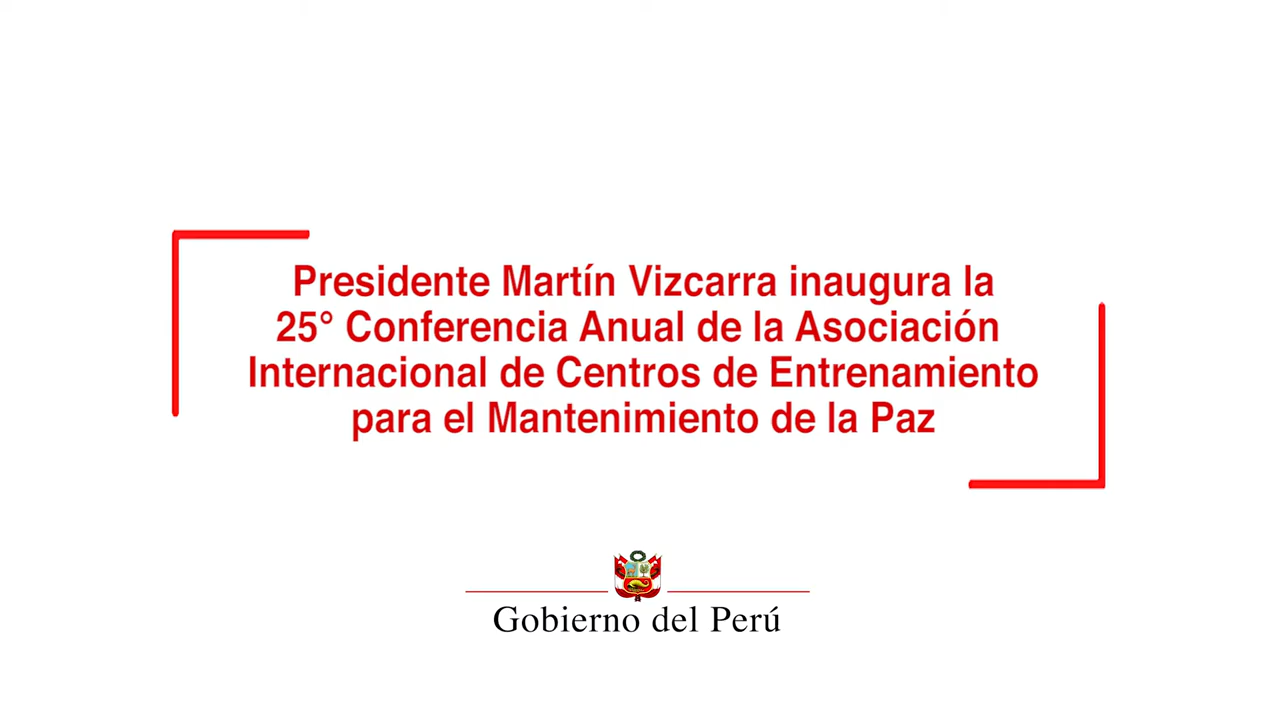 Presidente Martín Vizcarra inaugura la
25° Conferencia Anual de la Asociación
Internacional de Centros de Entrenamiento
para el Mantenimiento de la Paz
Gobierno del Perú